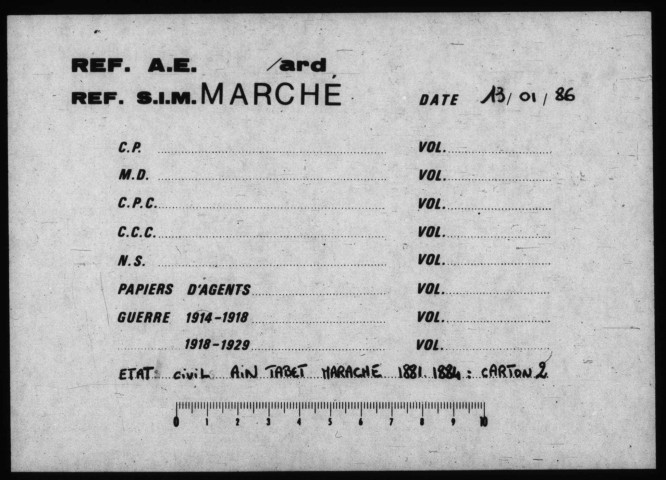 REF. A.E. /ard
REF. S.I.M. MARCHÉ DATE 13/01/86
C.P. VOL.
M.D. VOL.
C.P.C. VOL.
C.C.C. VOL.
N.S. VOL.
PAPIERS D'AGENTS VOL.
GUERRE 1914-1918 VOL.
1918-1929 VOL.
ETAT civil AIN TABET MARACHE 1881.1884: CARTON 2
0 1 2 3 4 5 6 7 8 9 10